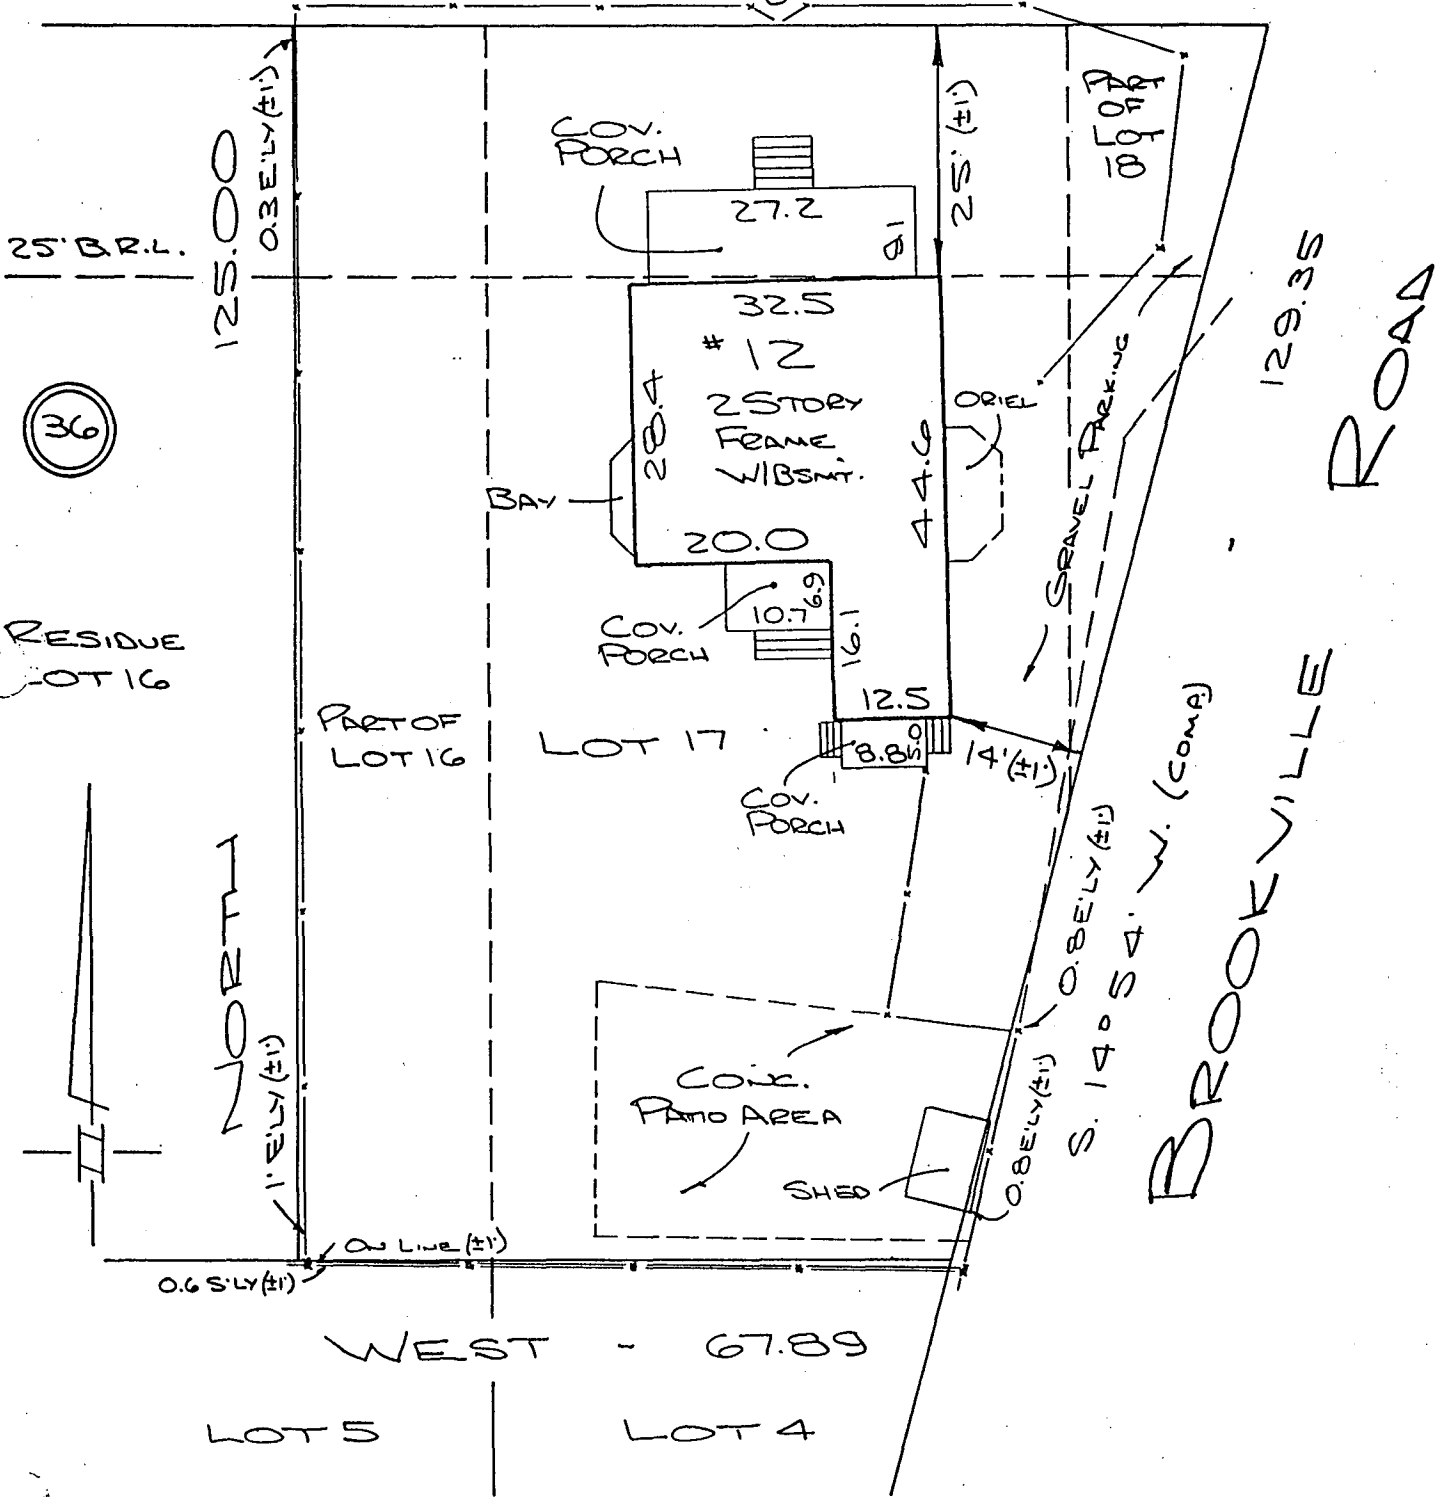 COV.
PORCH
PART
OF
LOT
18
25' (±1')
0.3 E'LY (±1')
125.00
27.2
9.1
25' B.R.L.
32.5
# 12
2 STORY
FRAME
W/BSMT.
28.4
44.6
ORIEL
GRAVEL PARKING
129.35
36
BAY
20.0
10.7
6.9
COV.
PORCH
16.1
RESIDUE
LOT 16
PART OF
LOT 16
LOT 17
12.5
8.8
5.0
14' (±1')
COV.
PORCH
NORTH
1' E'LY (±1')
0.8 E'LY (±1')
S. 14° 54' W. (COMP.)
BROOKVILLE ROAD
CONC.
PATIO AREA
SHED
0.8 E'LY (±1')
N
ON LINE (±1')
0.6 S'LY (±1')
WEST - 67.89
LOT 5
LOT 4